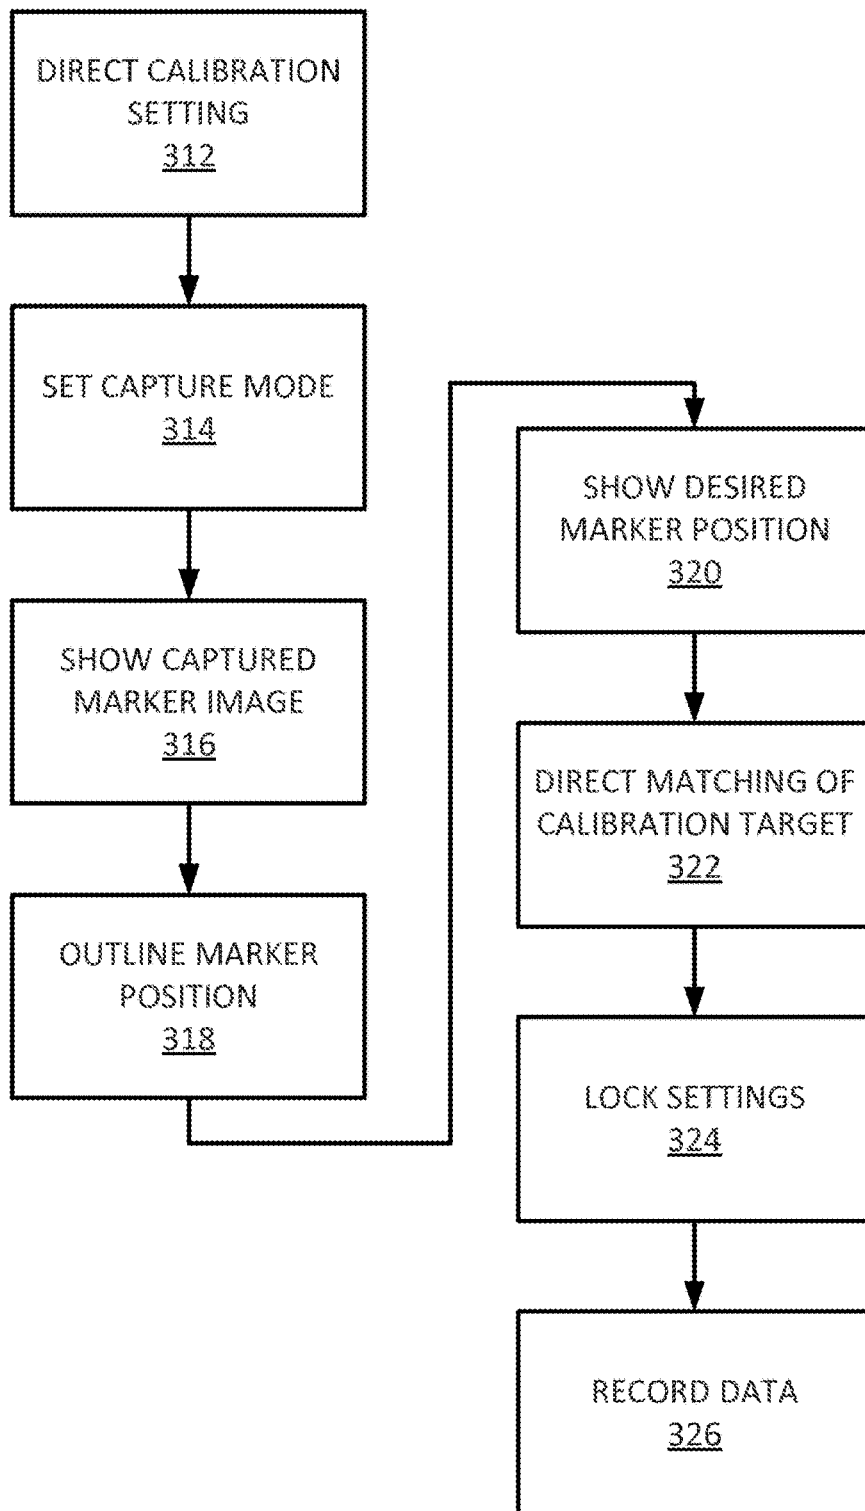 DIRECT CALIBRATION
SETTING
312
SET CAPTURE MODE
314
SHOW CAPTURED
MARKER IMAGE
316
OUTLINE MARKER
POSITION
318
SHOW DESIRED
MARKER POSITION
320
DIRECT MATCHING OF
CALIBRATION TARGET
322
LOCK SETTINGS
324
RECORD DATA
326